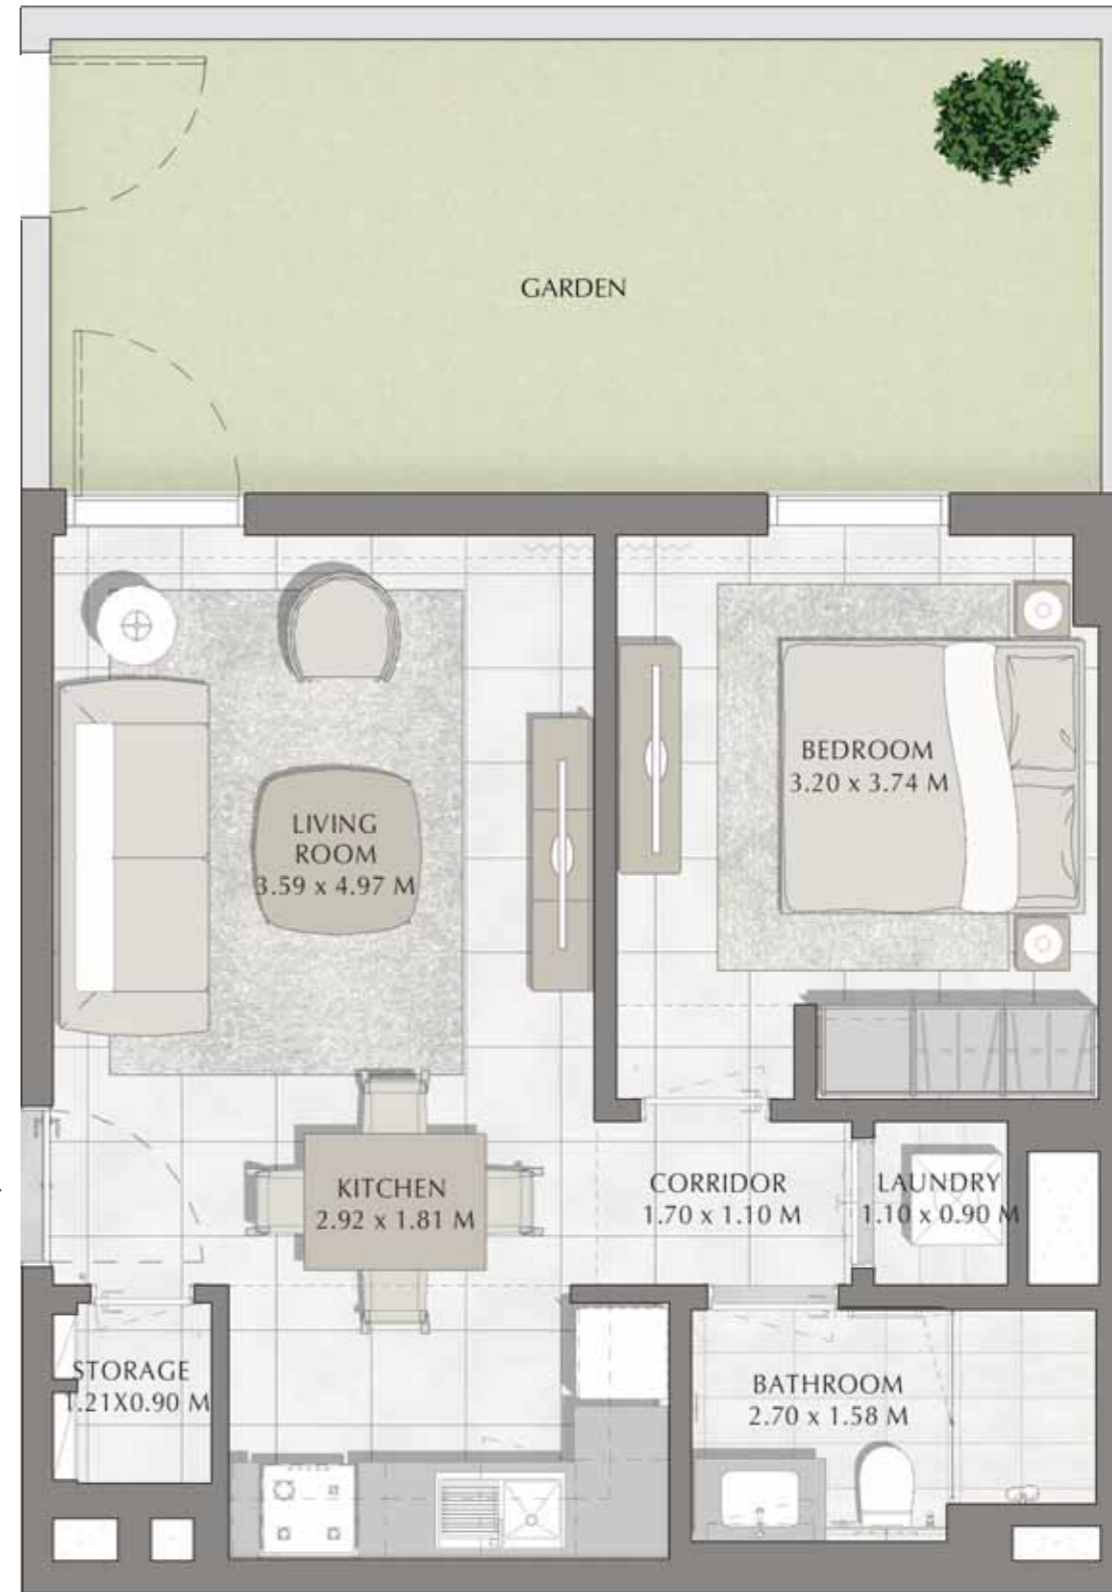 GARDEN
BEDROOM
3.20 x 3.74 M
LIVING
ROOM
3.59 x 4.97 M
KITCHEN
2.92 x 1.81 M
CORRIDOR
1.70 x 1.10 M
LAUNDRY
1.10 x 0.90 M
STORAGE
1.21X0.90 M
BATHROOM
2.70 x 1.58 M